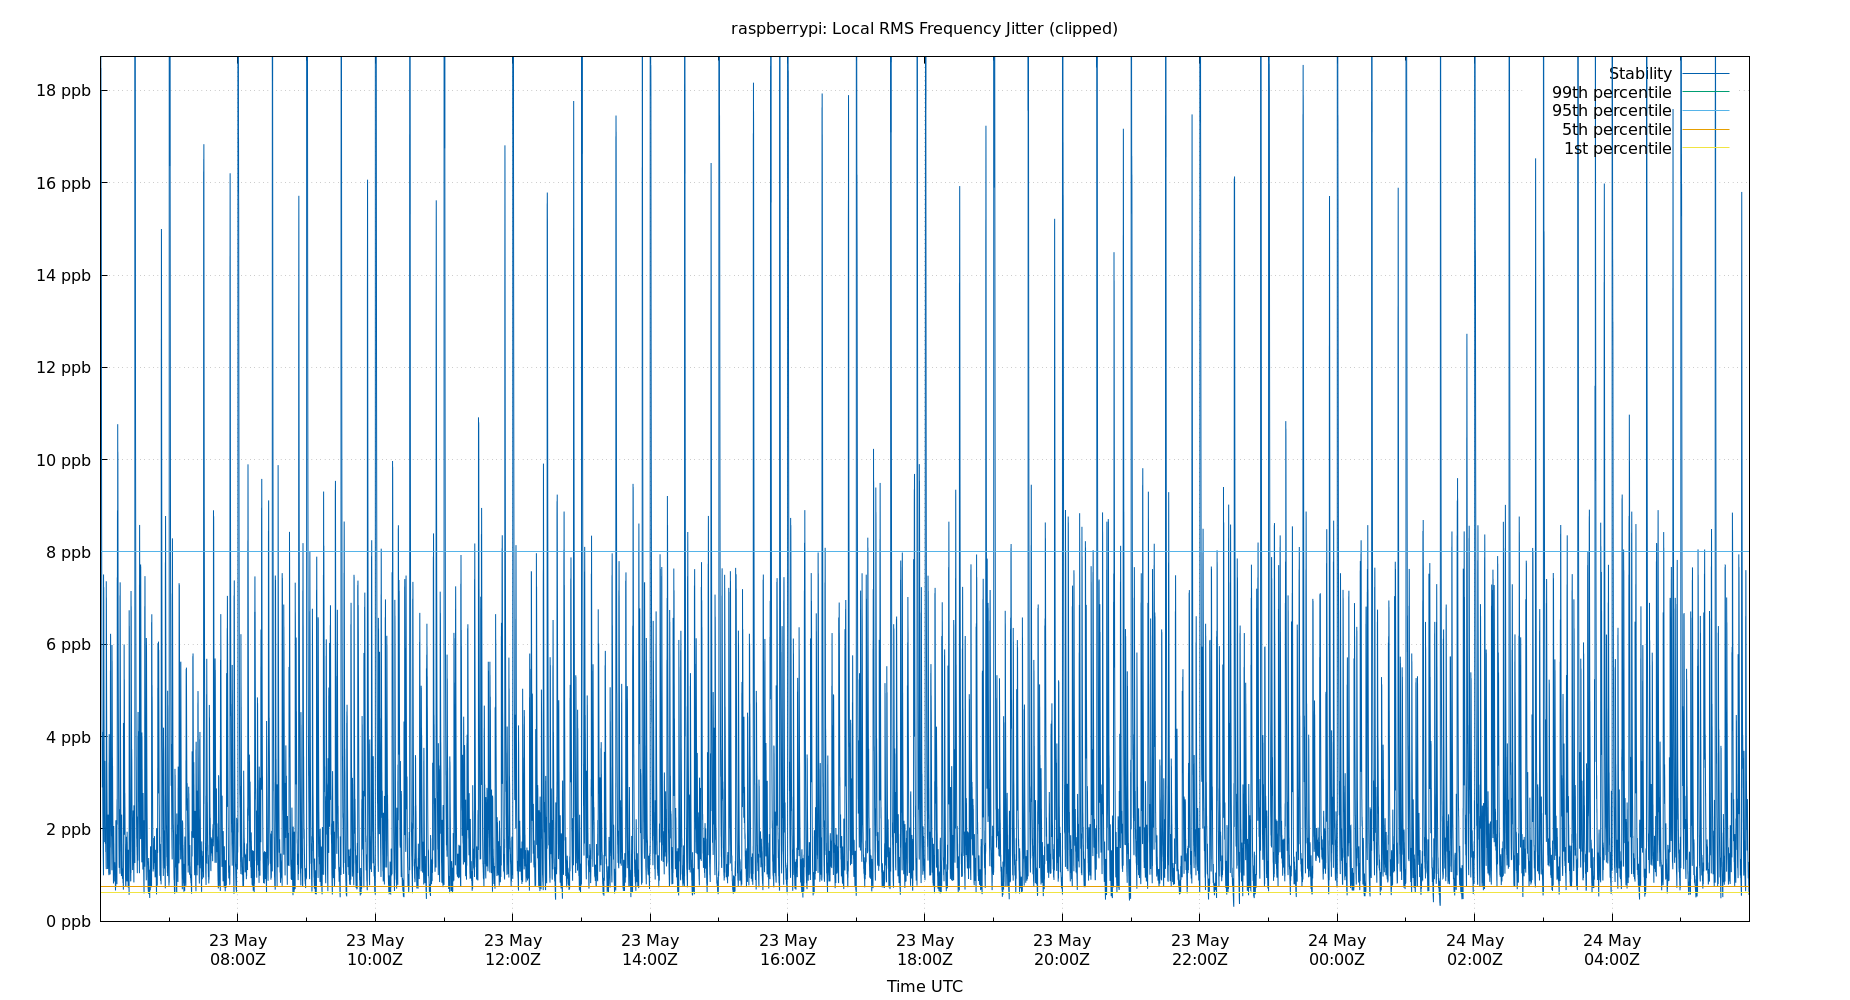 raspberrypi: Local RMS Frequency Jitter (clipped)
18 ppb
16 ppb
14 ppb
12 ppb
10 ppb
8 ppb
6 ppb
4 ppb
2 ppb
0 ppb
Stability
99th percentile
95th percentile
5th percentile
1st percentile
23 May
08:00Z
23 May
10:00Z
23 May
12:00Z
23 May
14:00Z
23 May
16:00Z
23 May
18:00Z
23 May
20:00Z
23 May
22:00Z
24 May
00:00Z
24 May
02:00Z
24 May
04:00Z
Time UTC